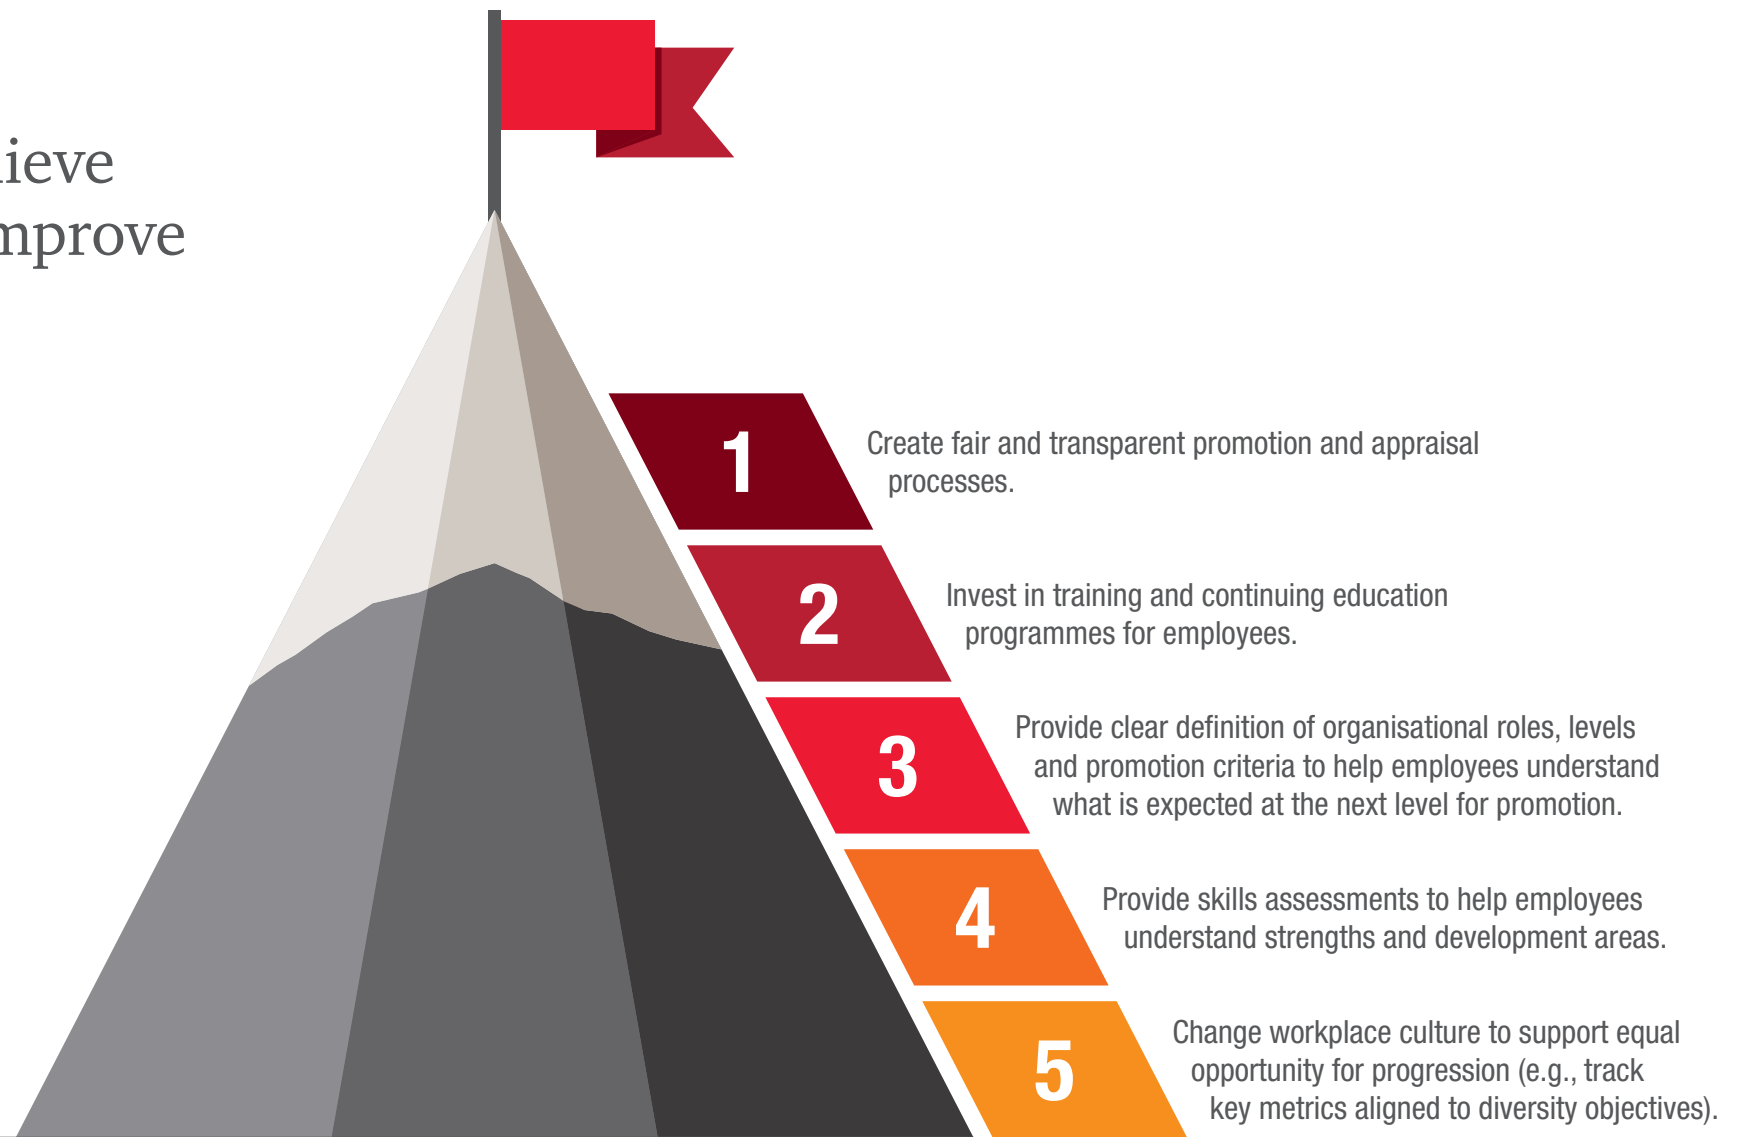 ieve
mprove
1
Create fair and transparent promotion and appraisal
processes.
2
Invest in training and continuing education
programmes for employees.
3
Provide clear definition of organisational roles, levels
and promotion criteria to help employees understand
what is expected at the next level for promotion.
4
Provide skills assessments to help employees
understand strengths and development areas.
5
Change workplace culture to support equal
opportunity for progression (e.g., track
key metrics aligned to diversity objectives).